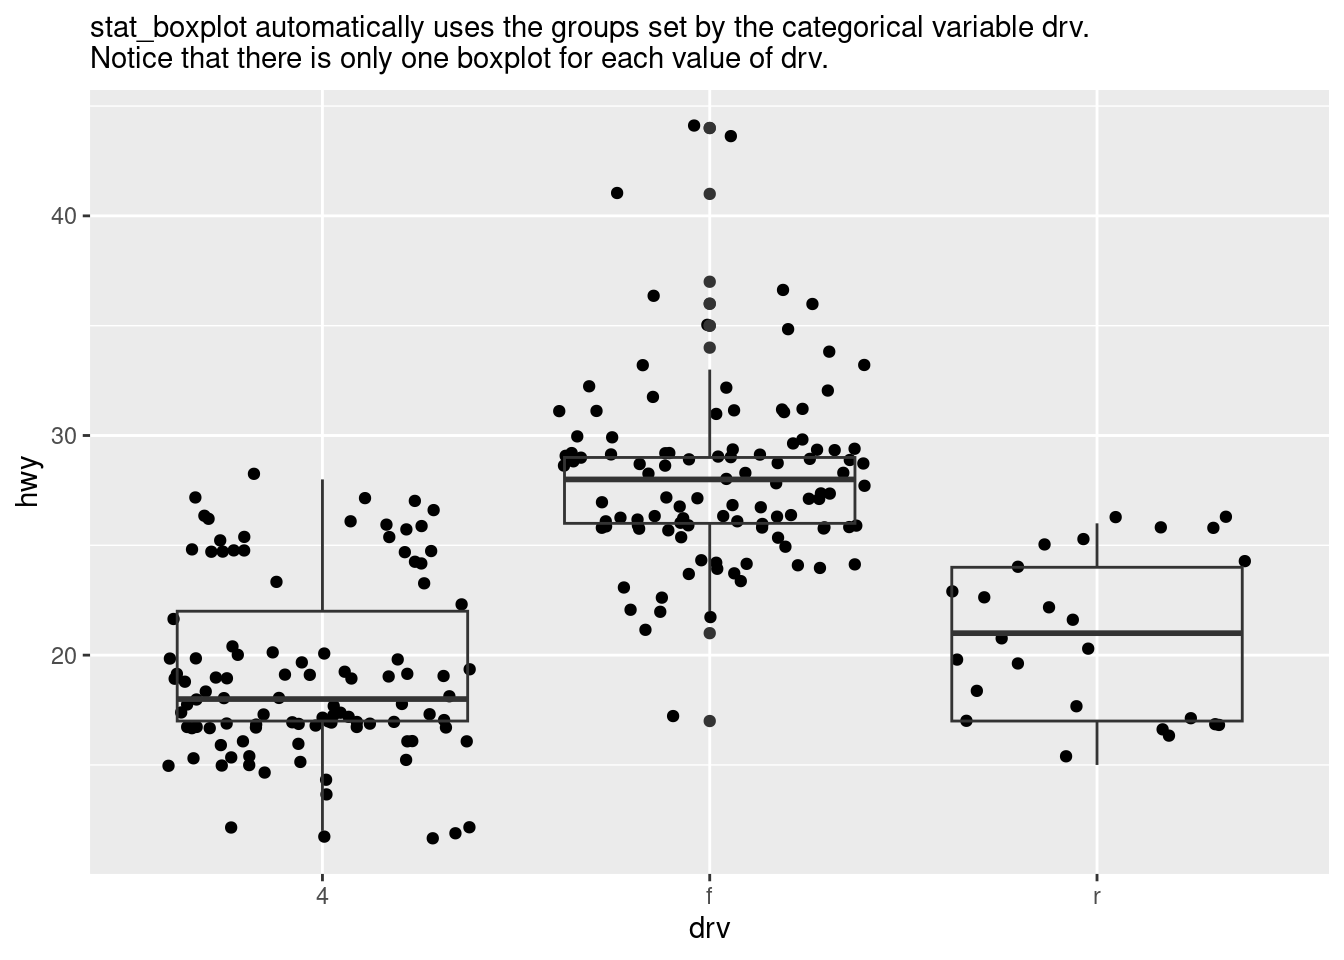 stat_boxplot automatically uses the groups set by the categorical variable drv.
Notice that there is only one boxplot for each value of drv.
hwy
40
30
20
4
f
r
drv